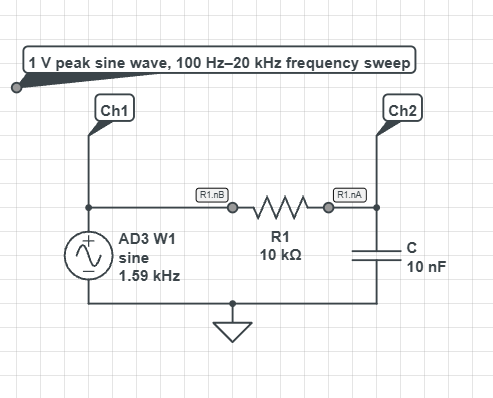 1 V peak sine wave, 100 Hz–20 kHz frequency sweep
Ch1
Ch2
R1.nB
R1.nA
AD3 W1
sine
1.59 kHz
R1
10 kΩ
C
10 nF